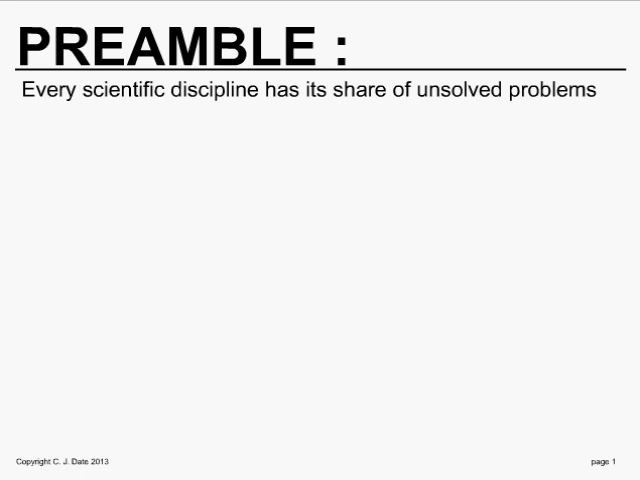 PREAMBLE :
Every scientific discipline has its share of unsolved problems
Copyright C. J. Date 2013
page 1